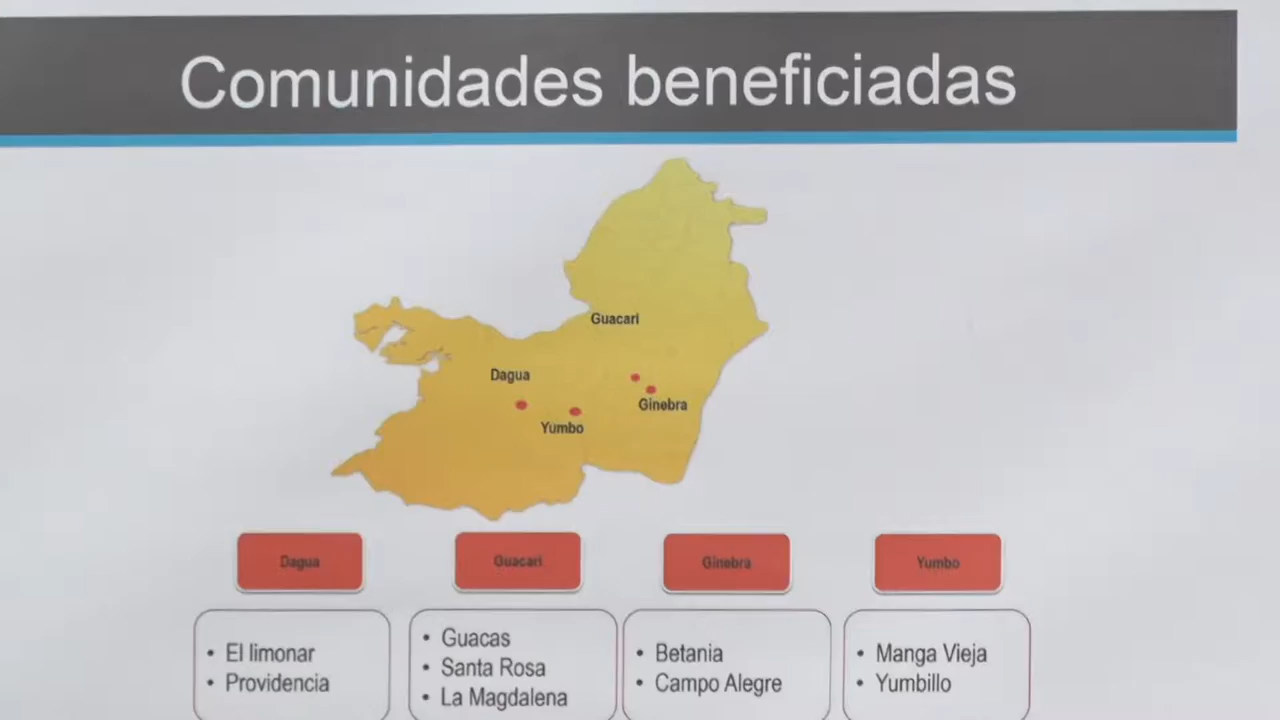 Comunidades beneficiadas
Guacari
Dagua
Ginebra
Yumbo
Dagua
Guacari
Ginebra
Yumbo
• El limonar
• Providencia
• Guacas
• Santa Rosa
• La Magdalena
• Betania
• Campo Alegre
• Manga Vieja
• Yumbillo